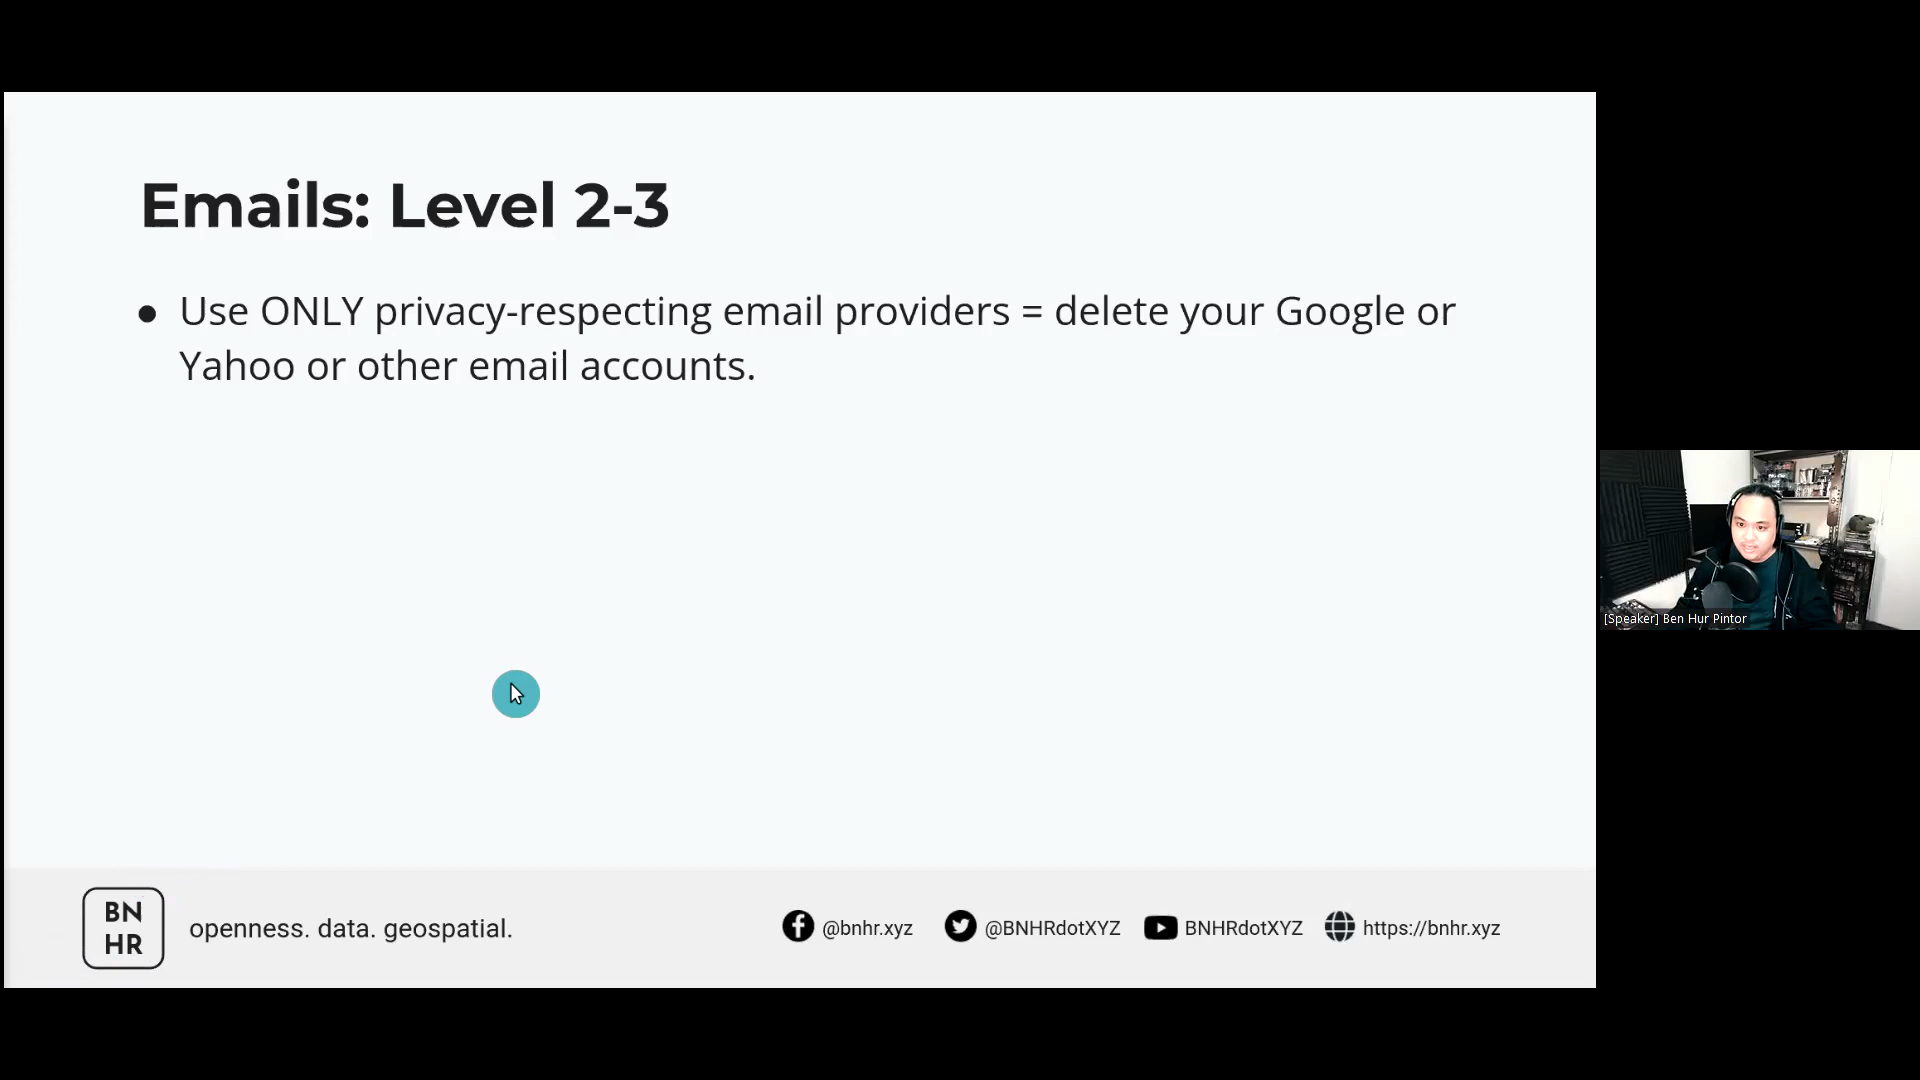 Emails: Level 2-3
● Use ONLY privacy-respecting email providers = delete your Google or
Yahoo or other email accounts.
[Speaker] Ben Hur Pintor
BN
HR
openness. data. geospatial.
@bnhr.xyz
@BNHRdotXYZ
BNHRdotXYZ
https://bnhr.xyz